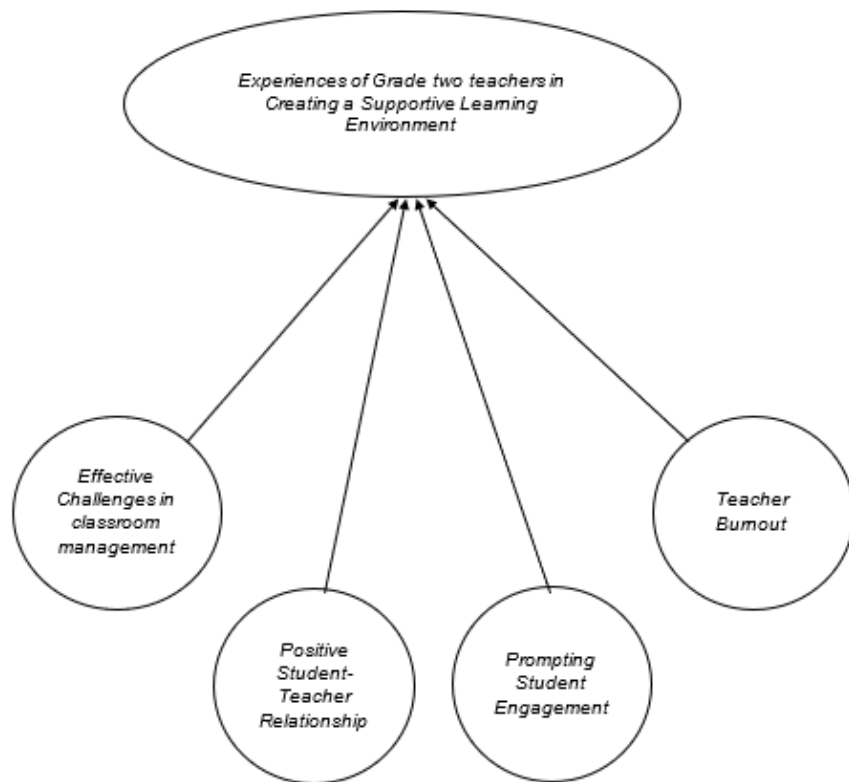 Experiences of Grade two teachers in
Creating a Supportive Learning
Environment
Effective
Challenges in
classroom
management
Teacher
Burnout
Positive
Student-
Teacher
Relationship
Prompting
Student
Engagement